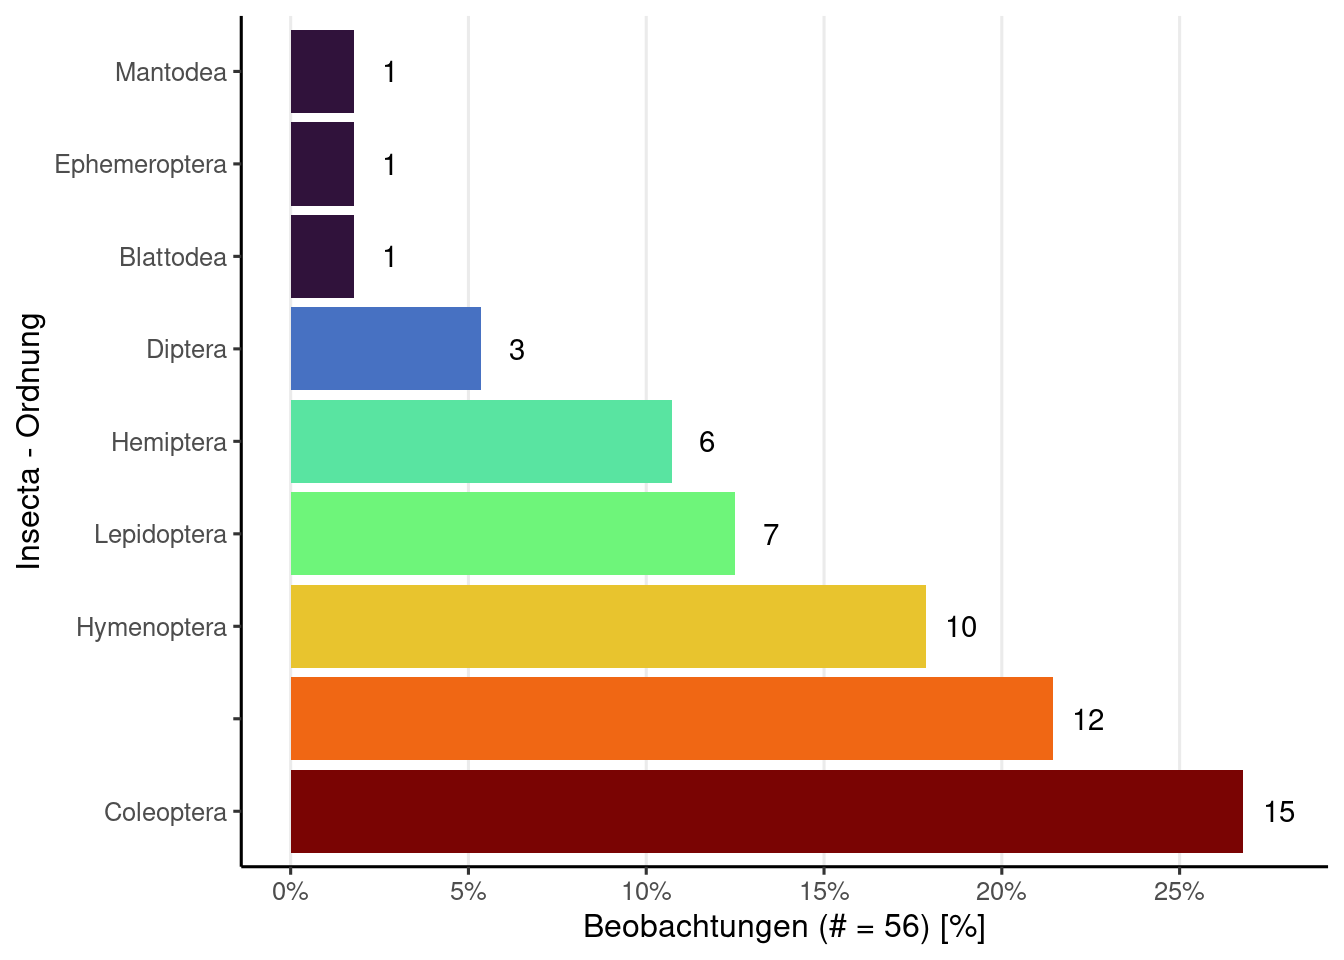 Insecta - Ordnung
Mantodea 1
Ephemeroptera 1
Blattodea 1
Diptera 3
Hemiptera 6
Lepidoptera 7
Hymenoptera 10
12
Coleoptera 15
0% 5% 10% 15% 20% 25%
Beobachtungen (# = 56) [%]